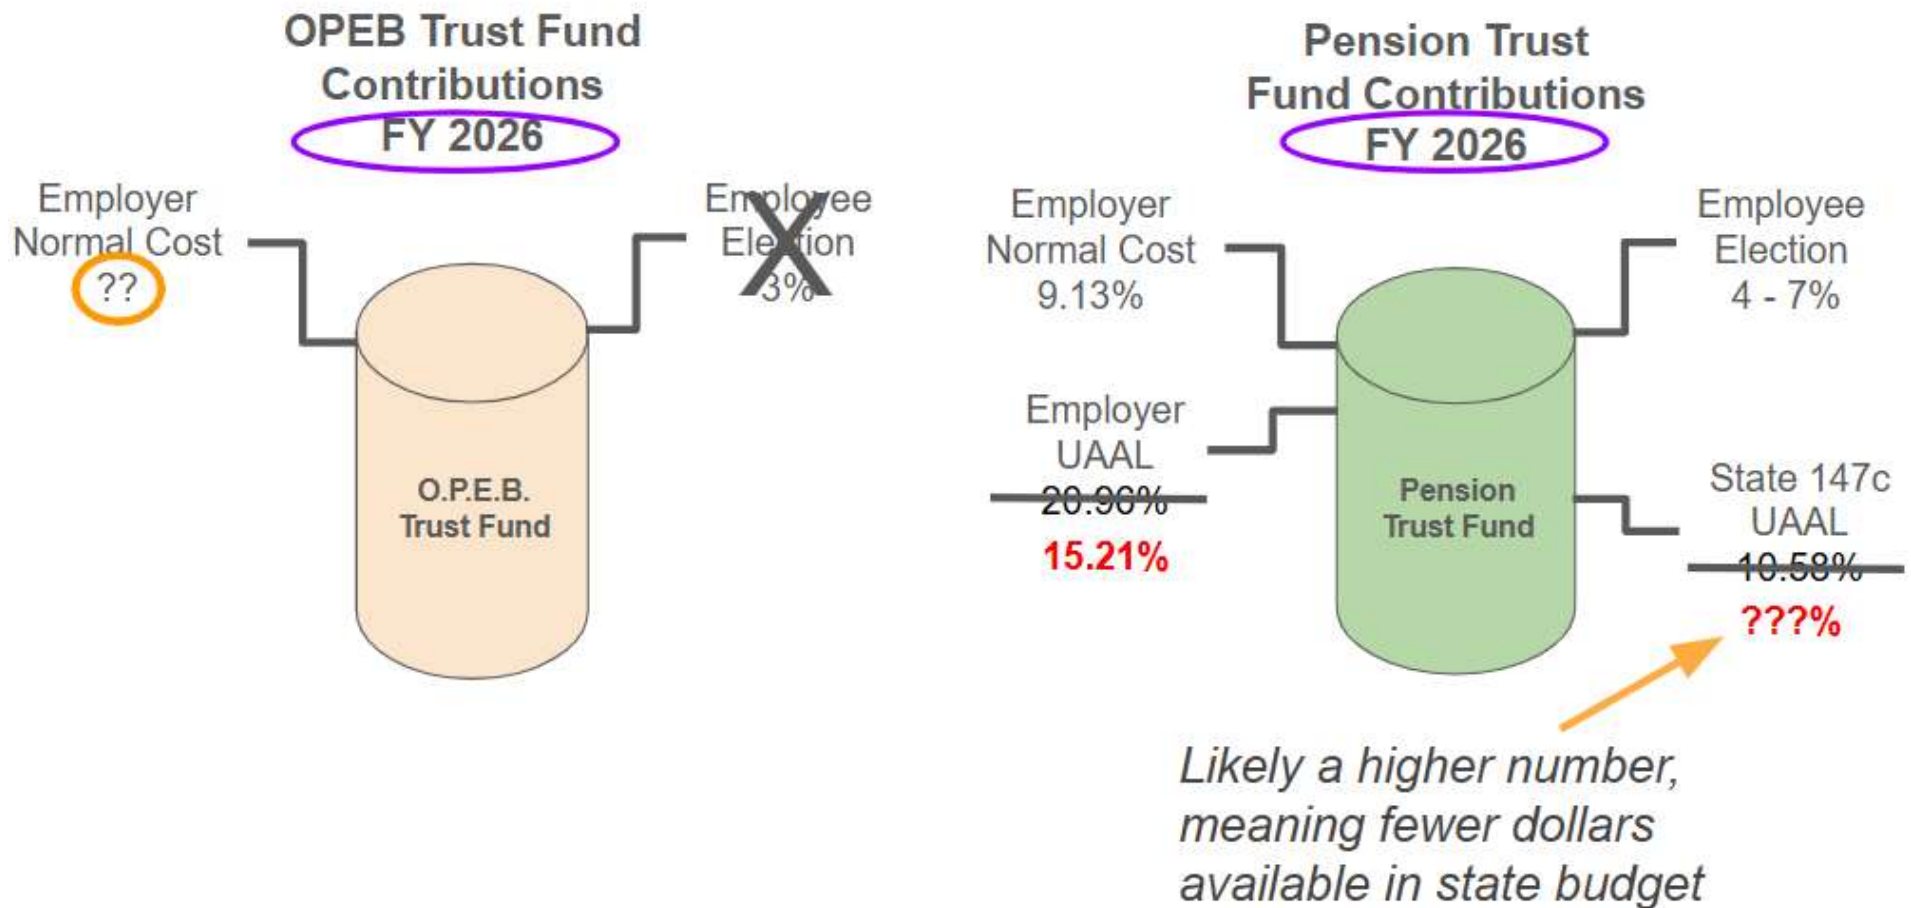 OPEB Trust Fund
Contributions
FY 2026
Employer
Normal Cost
??
Employee
Election
3%
X
O.P.E.B.
Trust Fund
Pension Trust
Fund Contributions
FY 2026
Employer
Normal Cost
9.13%
Employee
Election
4 - 7%
Employer
UAAL
20.96%
15.21%
Pension
Trust Fund
State 147c
UAAL
10.58%
???%
Likely a higher number,
meaning fewer dollars
available in state budget